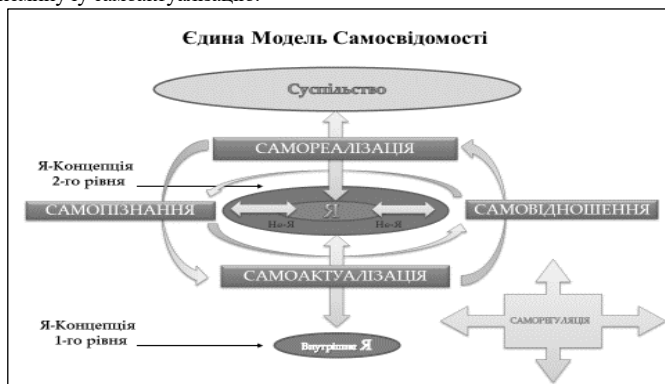 Єдина Модель Самосвідомості
Суспільство
САМОРЕАЛІЗАЦІЯ
Я-Концепція
2-го рівня
САМОПІЗНАННЯ
Я
Не-Я
Не-Я
САМОВІДНОШЕННЯ
САМОАКТУАЛІЗАЦІЯ
САМОРЕГУЛЯЦІЯ
Я-Концепція
1-го рівня
Внутрішнє Я